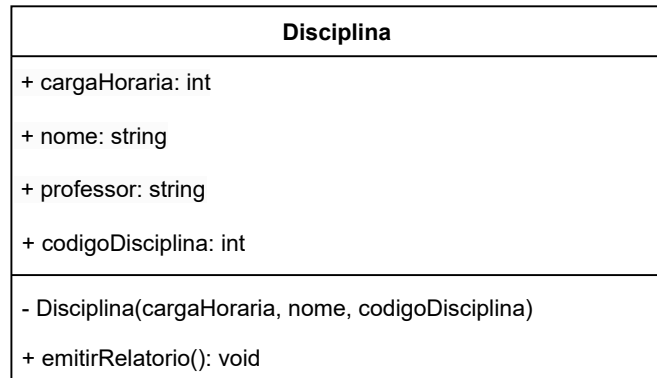 Disciplina
+ cargaHoraria: int
+ nome: string
+ professor: string
+ codigoDisciplina: int
- Disciplina(cargaHoraria, nome, codigoDisciplina)
+ emitirRelatorio(): void